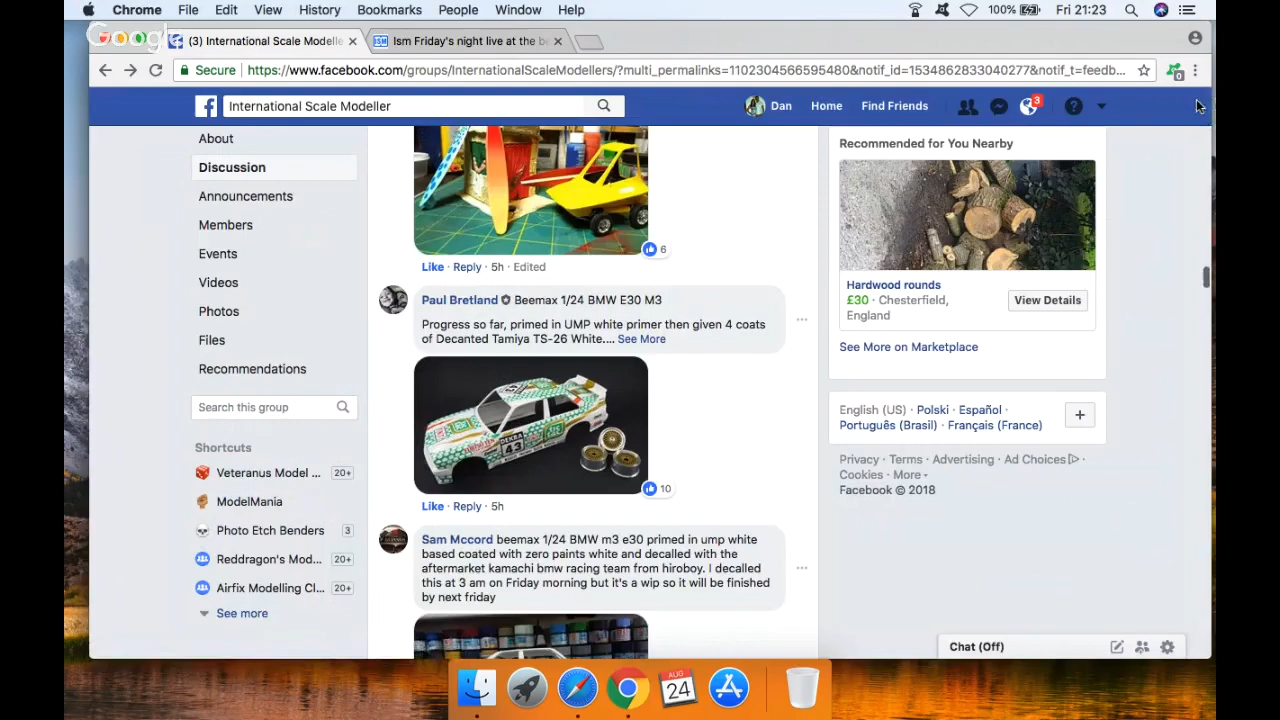 Chrome File Edit View History Bookmarks People Window Help 100% Fri 21:23
Google
(3) International Scale Modelle
Ism Friday's night live at the be
Secure https://www.facebook.com/groups/InternationalScaleModellers/?multi_permalinks=1102304566595480&notif_id=1534862833040277&notif_t=feedb...
0
International Scale Modeller
Dan Home Find Friends 3
About
Discussion
Announcements
Members
Events
Videos
Photos
Files
Recommendations
Search this group
Shortcuts
Veteranus Model ... 20+
ModelMania
Photo Etch Benders 3
Reddragon's Mod... 20+
Airfix Modelling Cl... 20+
See more
6
Like · Reply · 5h · Edited
Paul Bretland Beemax 1/24 BMW E30 M3
Progress so far, primed in UMP white primer then given 4 coats
of Decanted Tamiya TS-26 White.... See More
DEKRA
43
10
Like · Reply · 5h
Sam Mccord beemax 1/24 BMW m3 e30 primed in ump white
based coated with zero paints white and decalled with the
aftermarket kamachi bmw racing team from hiroboy. I decalled
this at 3 am on Friday morning but it's a wip so it will be finished
by next friday
Recommended for You Nearby
Hardwood rounds
£30 · Chesterfield,
England
View Details
See More on Marketplace
English (US) · Polski · Español ·
Português (Brasil) · Français (France)
Privacy · Terms · Advertising · Ad Choices ·
Cookies · More
Facebook © 2018
Chat (Off)
AUG
24